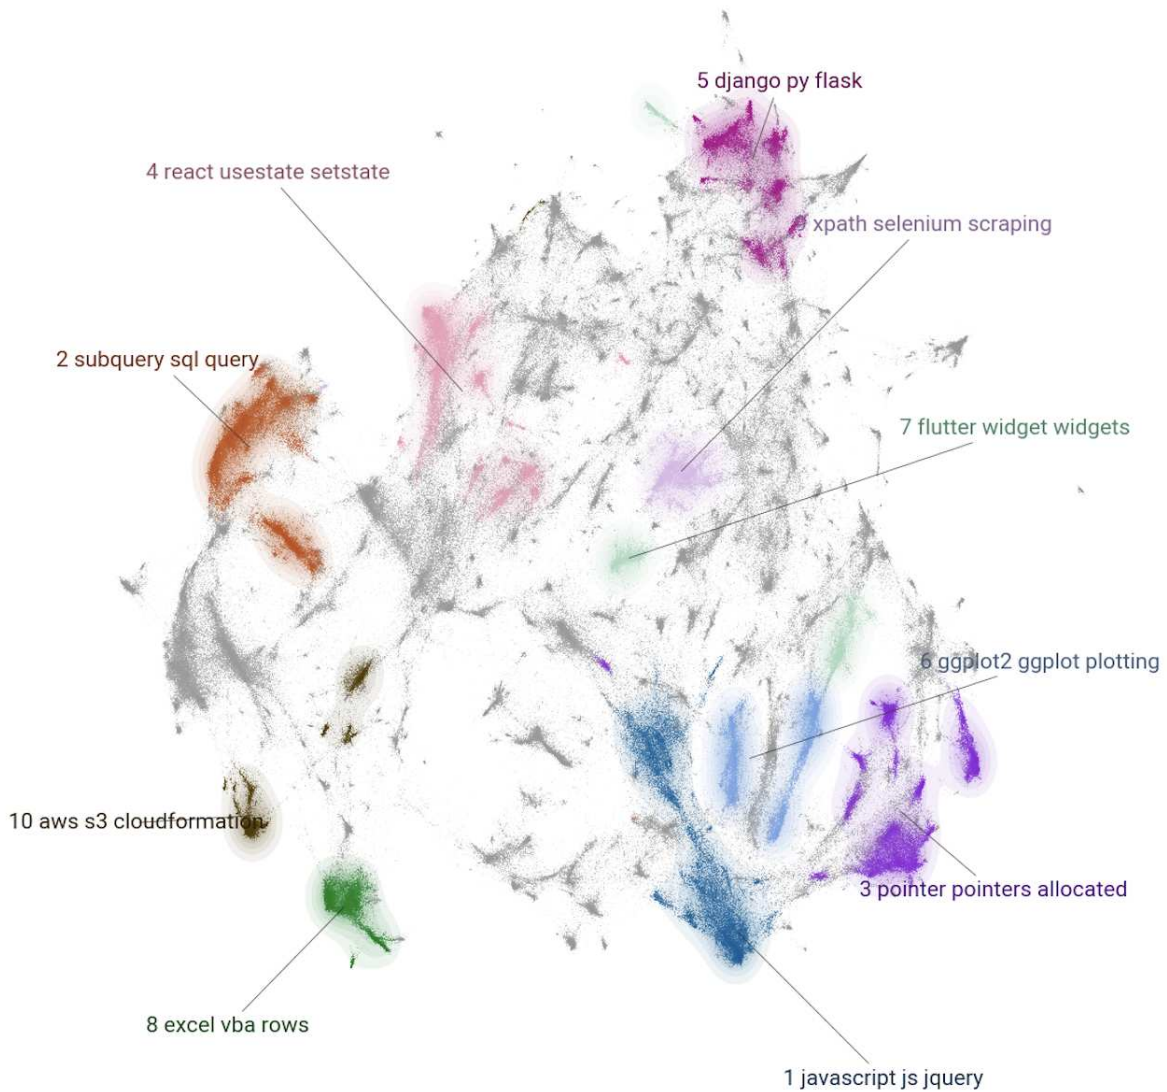 5 django py flask
4 react usestate setstate
9 xpath selenium scraping
2 subquery sql query
7 flutter widget widgets
6 ggplot2 ggplot plotting
10 aws s3 cloudformation
3 pointer pointers allocated
8 excel vba rows
1 javascript js jquery